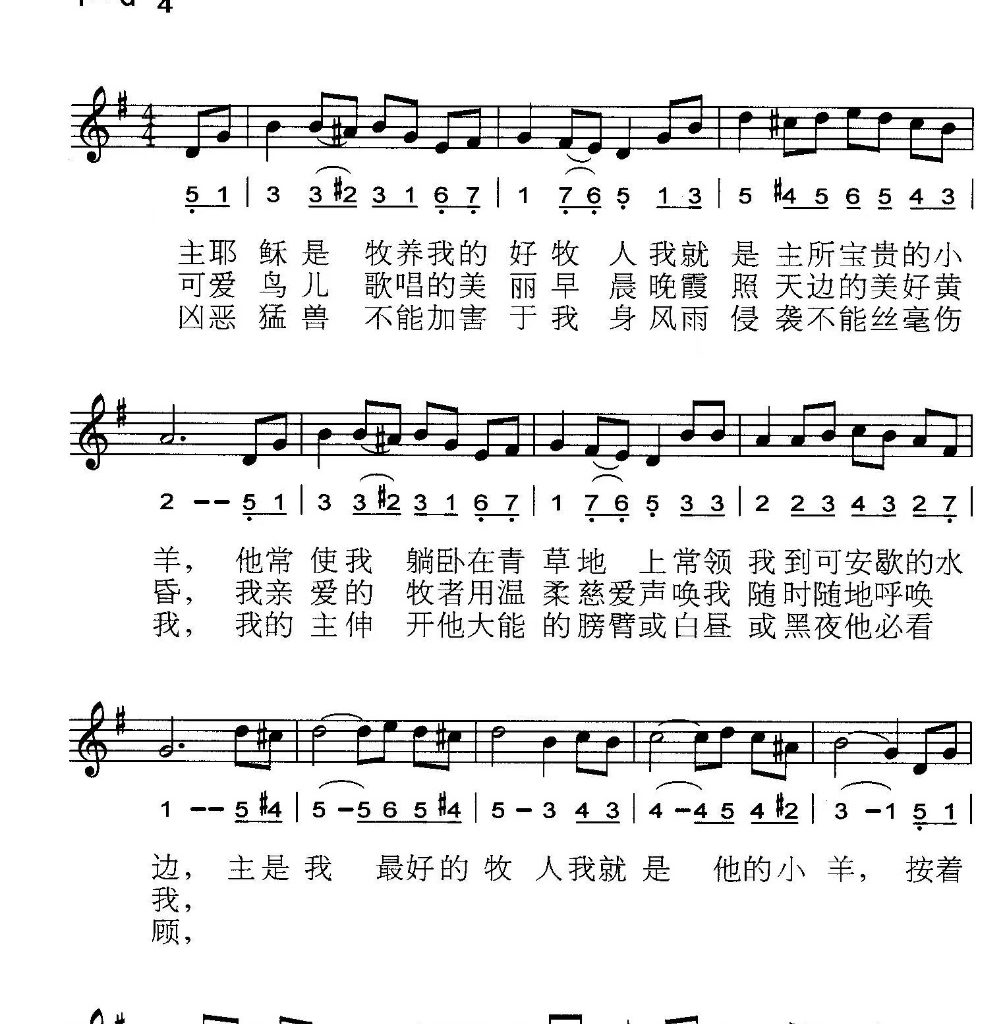 4
4
4
5 1 | 3 3 #2 3 1 6 7 | 1 7 6 5 1 3 | 5 #4 5 6 5 4 3 |
主耶 稣是 牧养我的 好牧 人我就 是 主所宝贵的小
可爱 鸟儿 歌唱的美 丽早 晨晚霞 照 天边的美好黄
凶恶 猛兽 不能加害 于我 身风雨 侵 袭不能丝毫伤
2 -- 5 1 | 3 3 #2 3 1 6 7 | 1 7 6 5 3 3 | 2 2 3 4 3 2 7 |
羊, 他常 使我 躺卧在青 草地 上常领 我到可安歇的水
昏, 我亲 爱的 牧者用温 柔慈爱声唤我 随时随地呼唤
我, 我的 主伸 开他大能 的膀臂或白昼 或黑夜他必看
1 -- 5 #4 | 5 - 5 6 5 #4 | 5 - 3 4 3 | 4 - 4 5 4 #2 | 3 - 1 5 1 |
边, 主是我 最好的牧 人我就是 他的小羊, 按着
我,
顾,